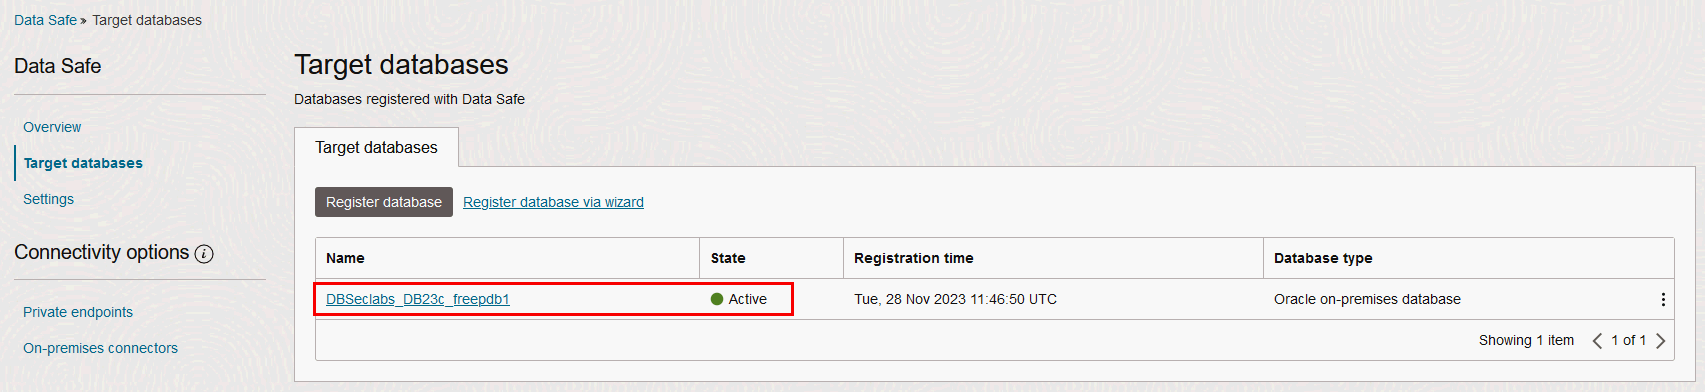 Data Safe » Target databases
Data Safe
Overview
Target databases
Settings
Connectivity options i
Private endpoints
On-premises connectors
Target databases
Databases registered with Data Safe
Target databases
Register database Register database via wizard
Name State Registration time Database type
DBSeclabs_DB23c_freepdb1 Active Tue, 28 Nov 2023 11:46:50 UTC Oracle on-premises database
Showing 1 item < 1 of 1 >